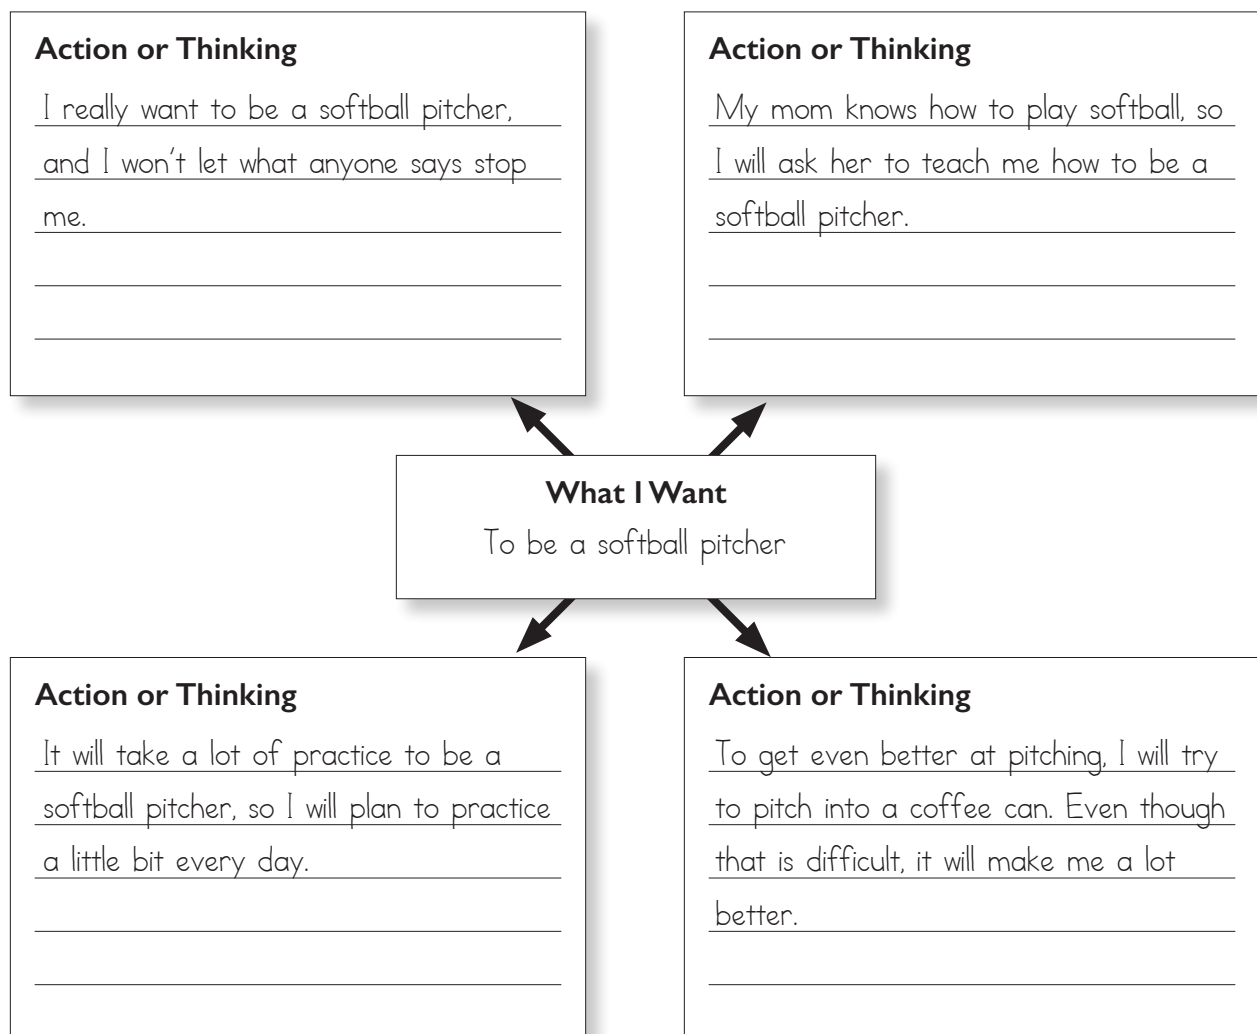 Action or Thinking
I really want to be a softball pitcher,
and I won't let what anyone says stop
me.
Action or Thinking
My mom knows how to play softball, so
I will ask her to teach me how to be a
softball pitcher.
What I Want
To be a softball pitcher
Action or Thinking
It will take a lot of practice to be a
softball pitcher, so I will plan to practice
a little bit every day.
Action or Thinking
To get even better at pitching, I will try
to pitch into a coffee can. Even though
that is difficult, it will make me a lot
better.